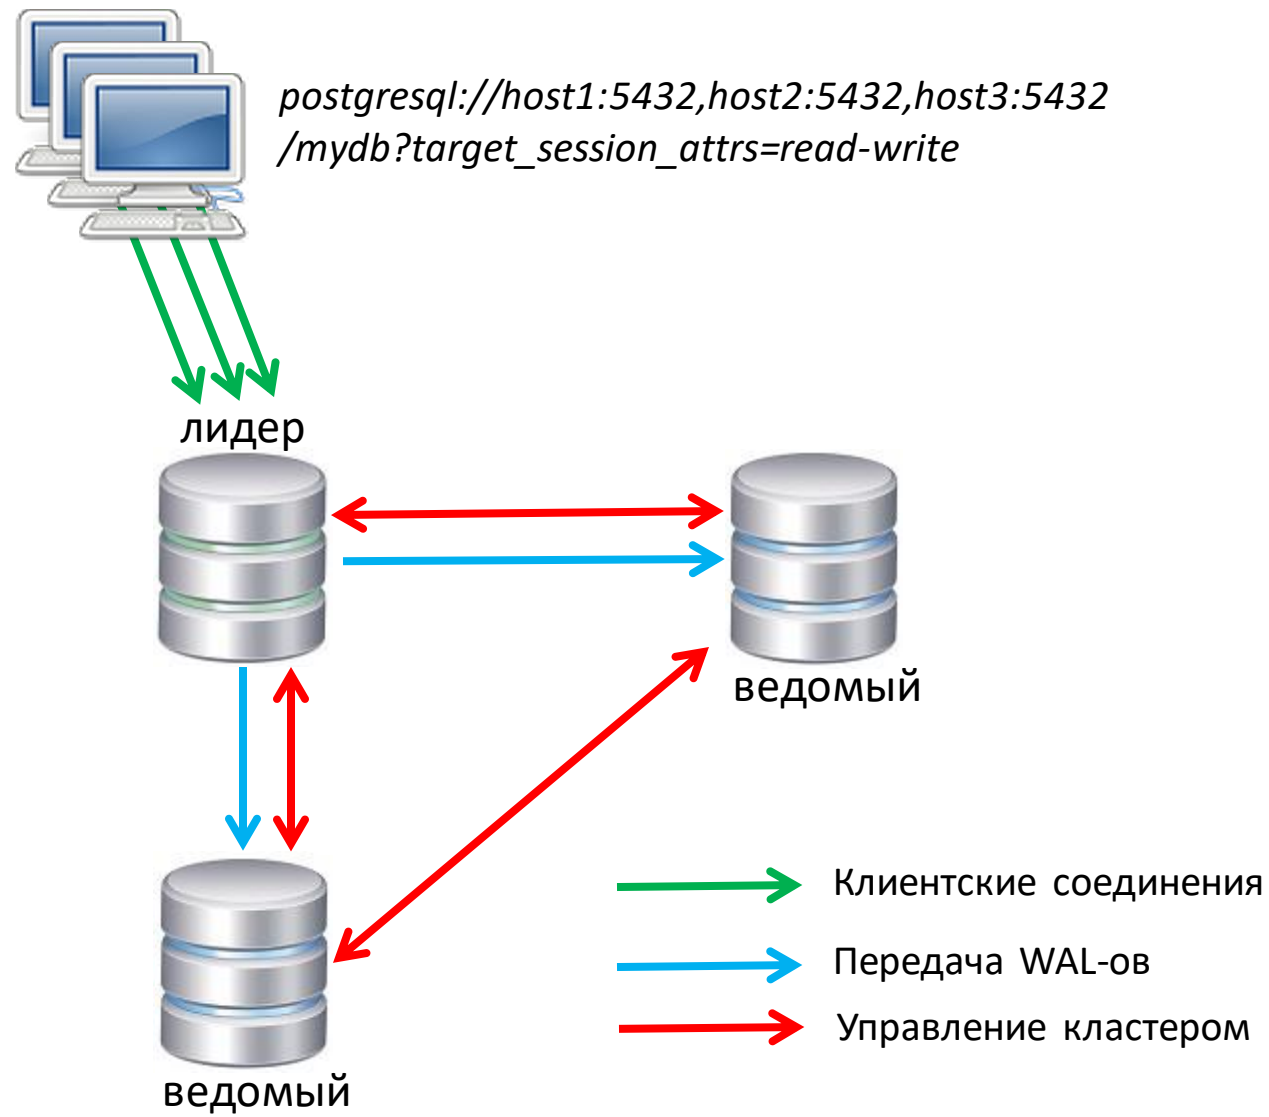 postgresql://host1:5432,host2:5432,host3:5432
/mydb?target_session_attrs=read-write
лидер
ведомый
ведомый
Клиентские соединения
Передача WAL-ов
Управление кластером